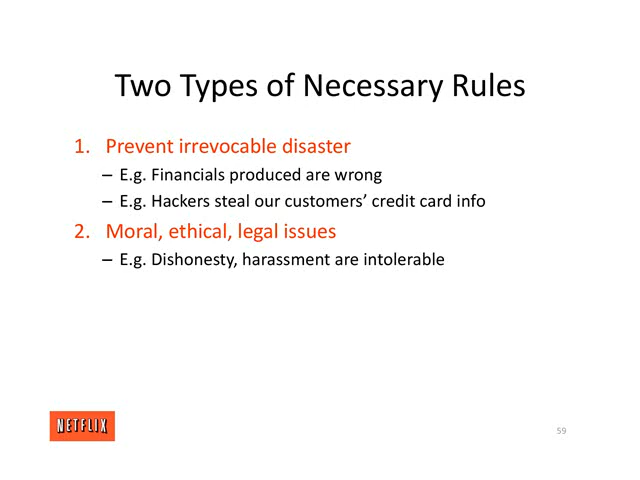 Two Types of Necessary Rules
1. Prevent irrevocable disaster
– E.g. Financials produced are wrong
– E.g. Hackers steal our customers’ credit card info
2. Moral, ethical, legal issues
– E.g. Dishonesty, harassment are intolerable
NETFLIX
59